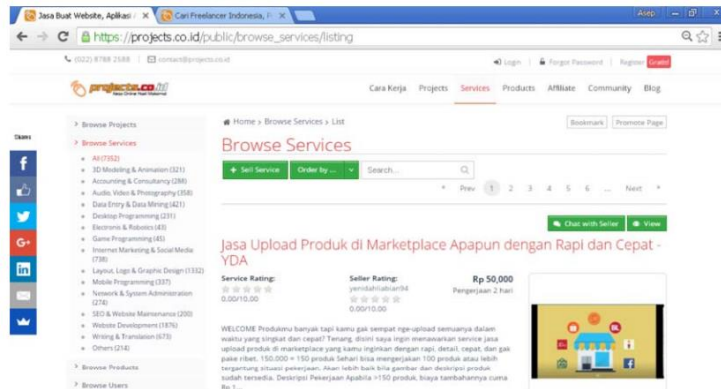 Jasa Buat Website, Aplikasi
Cari Freelancer Indonesia, F
Asep
https://projects.co.id/public/browse_services/listing
(022) 8788 2588
contact@projects.co.id
Login
Forgot Password
Register Gratis!
projects.co.id
Cara Kerja
Projects
Services
Products
Affiliate
Community
Blog
Shares
Browse Projects
Browse Services
All (7352)
3D Modeling & Animation (321)
Accounting & Consultancy (288)
Audio, Video & Photography (358)
Data Entry & Data Mining (421)
Desktop Programming (231)
Electronis & Robotics (43)
Game Programming (45)
Internet Marketing & Social Media
(738)
Layout, Logo & Graphic Design (1332)
Mobile Programming (337)
Network & System Administration
(274)
SEO & Website Maintenance (200)
Website Development (1876)
Writing & Translation (673)
Others (214)
Browse Products
Browse Users
Home > Browse Services > List
Bookmark
Promote Page
Browse Services
+ Sell Service
Order by ...
Search...
Prev 1 2 3 4 5 6 ... Next
Chat with Seller
View
Jasa Upload Produk di Marketplace Apapun dengan Rapi dan Cepat -
YDA
Service Rating:
0.00/10.00
Seller Rating:
yenidahliabian94
0.00/10.00
Rp 50,000
Pengerjaan 2 hari
WELCOME Produkmu banyak tapi kamu gak sempat nge-upload semuanya dalam
waktu yang singkat dan cepat? Tenang, disini saya ingin menawarkan service jasa
upload produk di marketplace yang kamu inginkan dengan rapi, detail, cepat, dan gak
pake ribet. 150.000 = 150 produk Sehari bisa mengerjakan 100 produk atau lebih
tergantung situasi pekerjaan. Akan lebih baik bila gambar dan deskripsi produk
sudah tersedia. Deskripsi Pekerjaan Apabila >150 produk, biaya tambahannya cuma
Rp 1...
BL